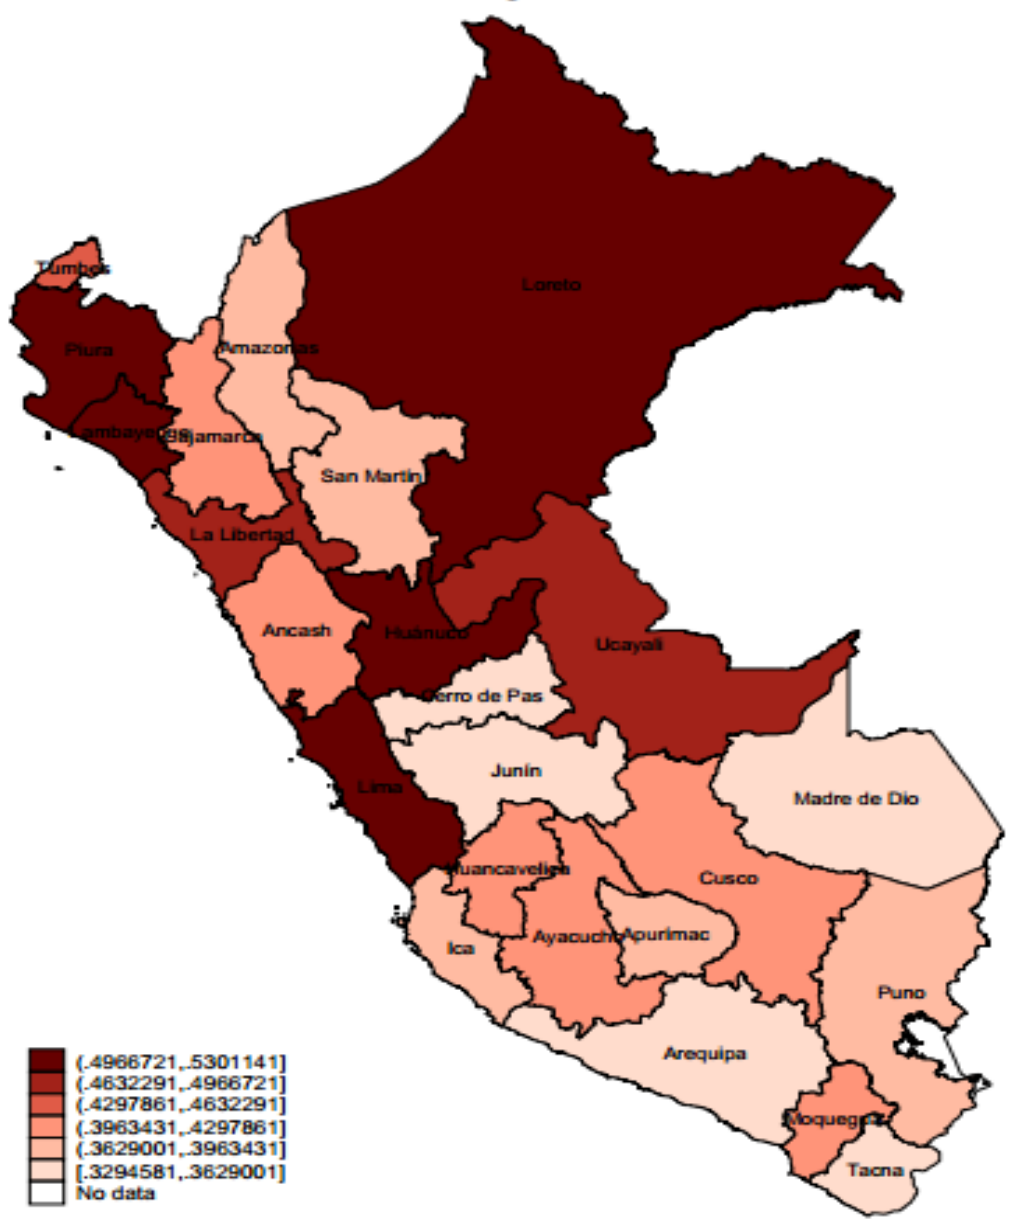 Loreto
Tumbes
Piura
Amazonas
Lambayeque
Cajamarca
San Martín
La Libertad
Ancash
Huánuco
Ucayali
Cerro de Pas
Junín
Lima
Madre de Dio
Huancavelica
Cusco
Ayacucho
Apurímac
Ica
Puno
Arequipa
Moquegua
Tacna
(.4966721,.5301141]
(.4632291,.4966721]
(.4297861,.4632291]
(.3963431,.4297861]
(.3629001,.3963431]
[.3294581,.3629001]
No data